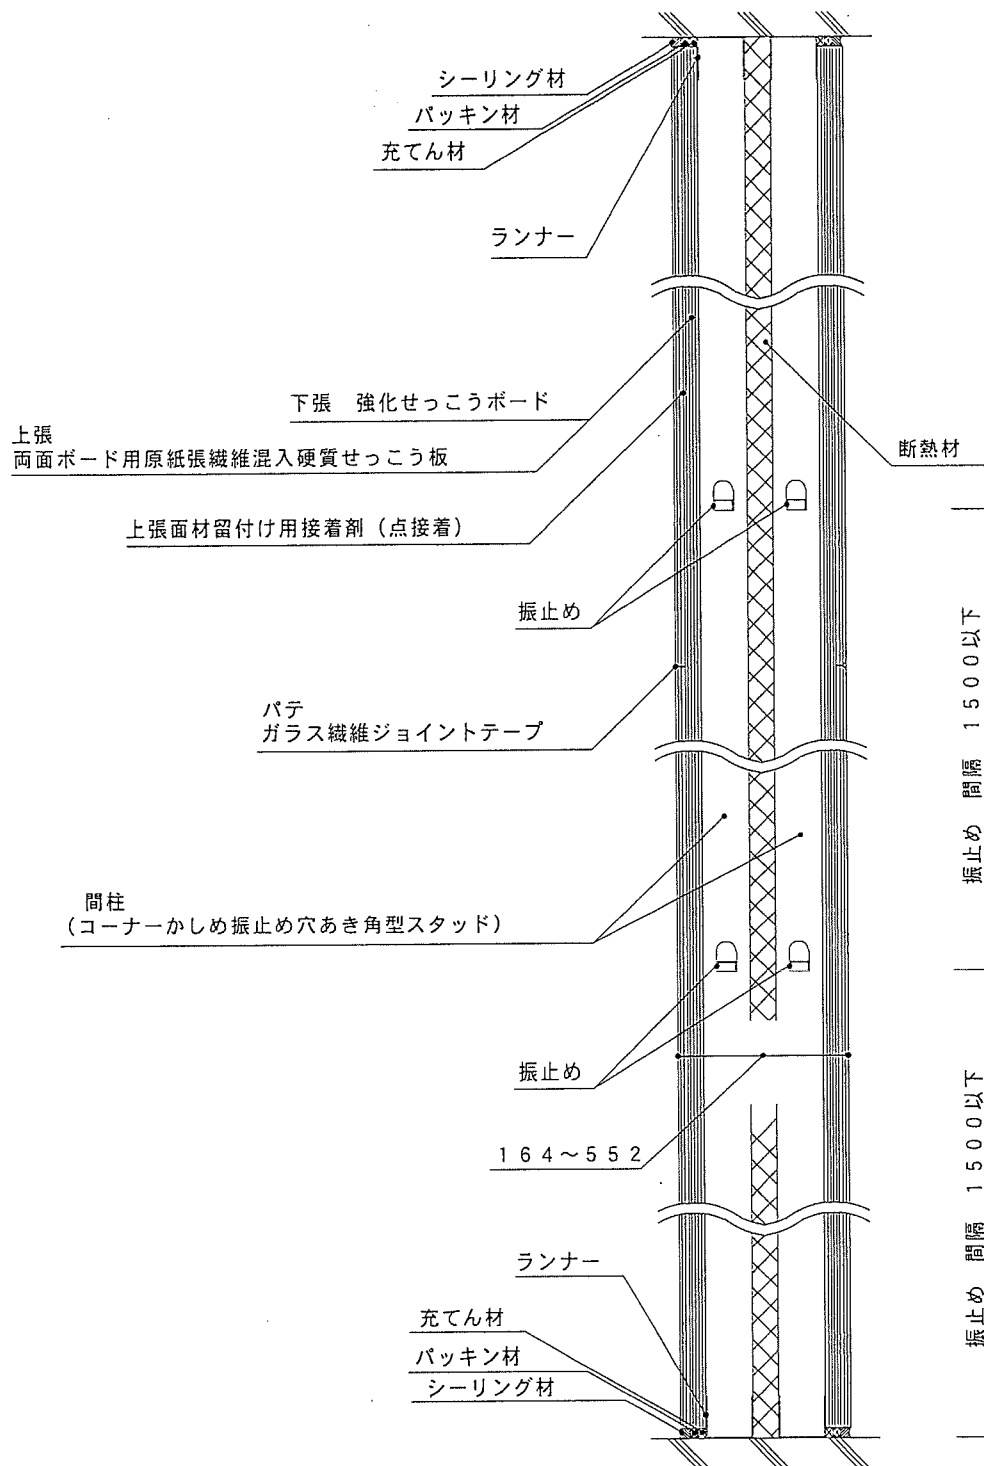 シーリング材
パッキン材
充てん材
ランナー
下張　強化せっこうボード
上張
両面ボード用原紙張繊維混入硬質せっこう板
断熱材
上張面材留付け用接着剤（点接着）
振止め
振止め　間隔　１５００以下
パテ
ガラス繊維ジョイントテープ
間柱
（コーナーかしめ振止め穴あき角型スタッド）
振止め
振止め　間隔　１５００以下
１６４～５５２
ランナー
充てん材
パッキン材
シーリング材